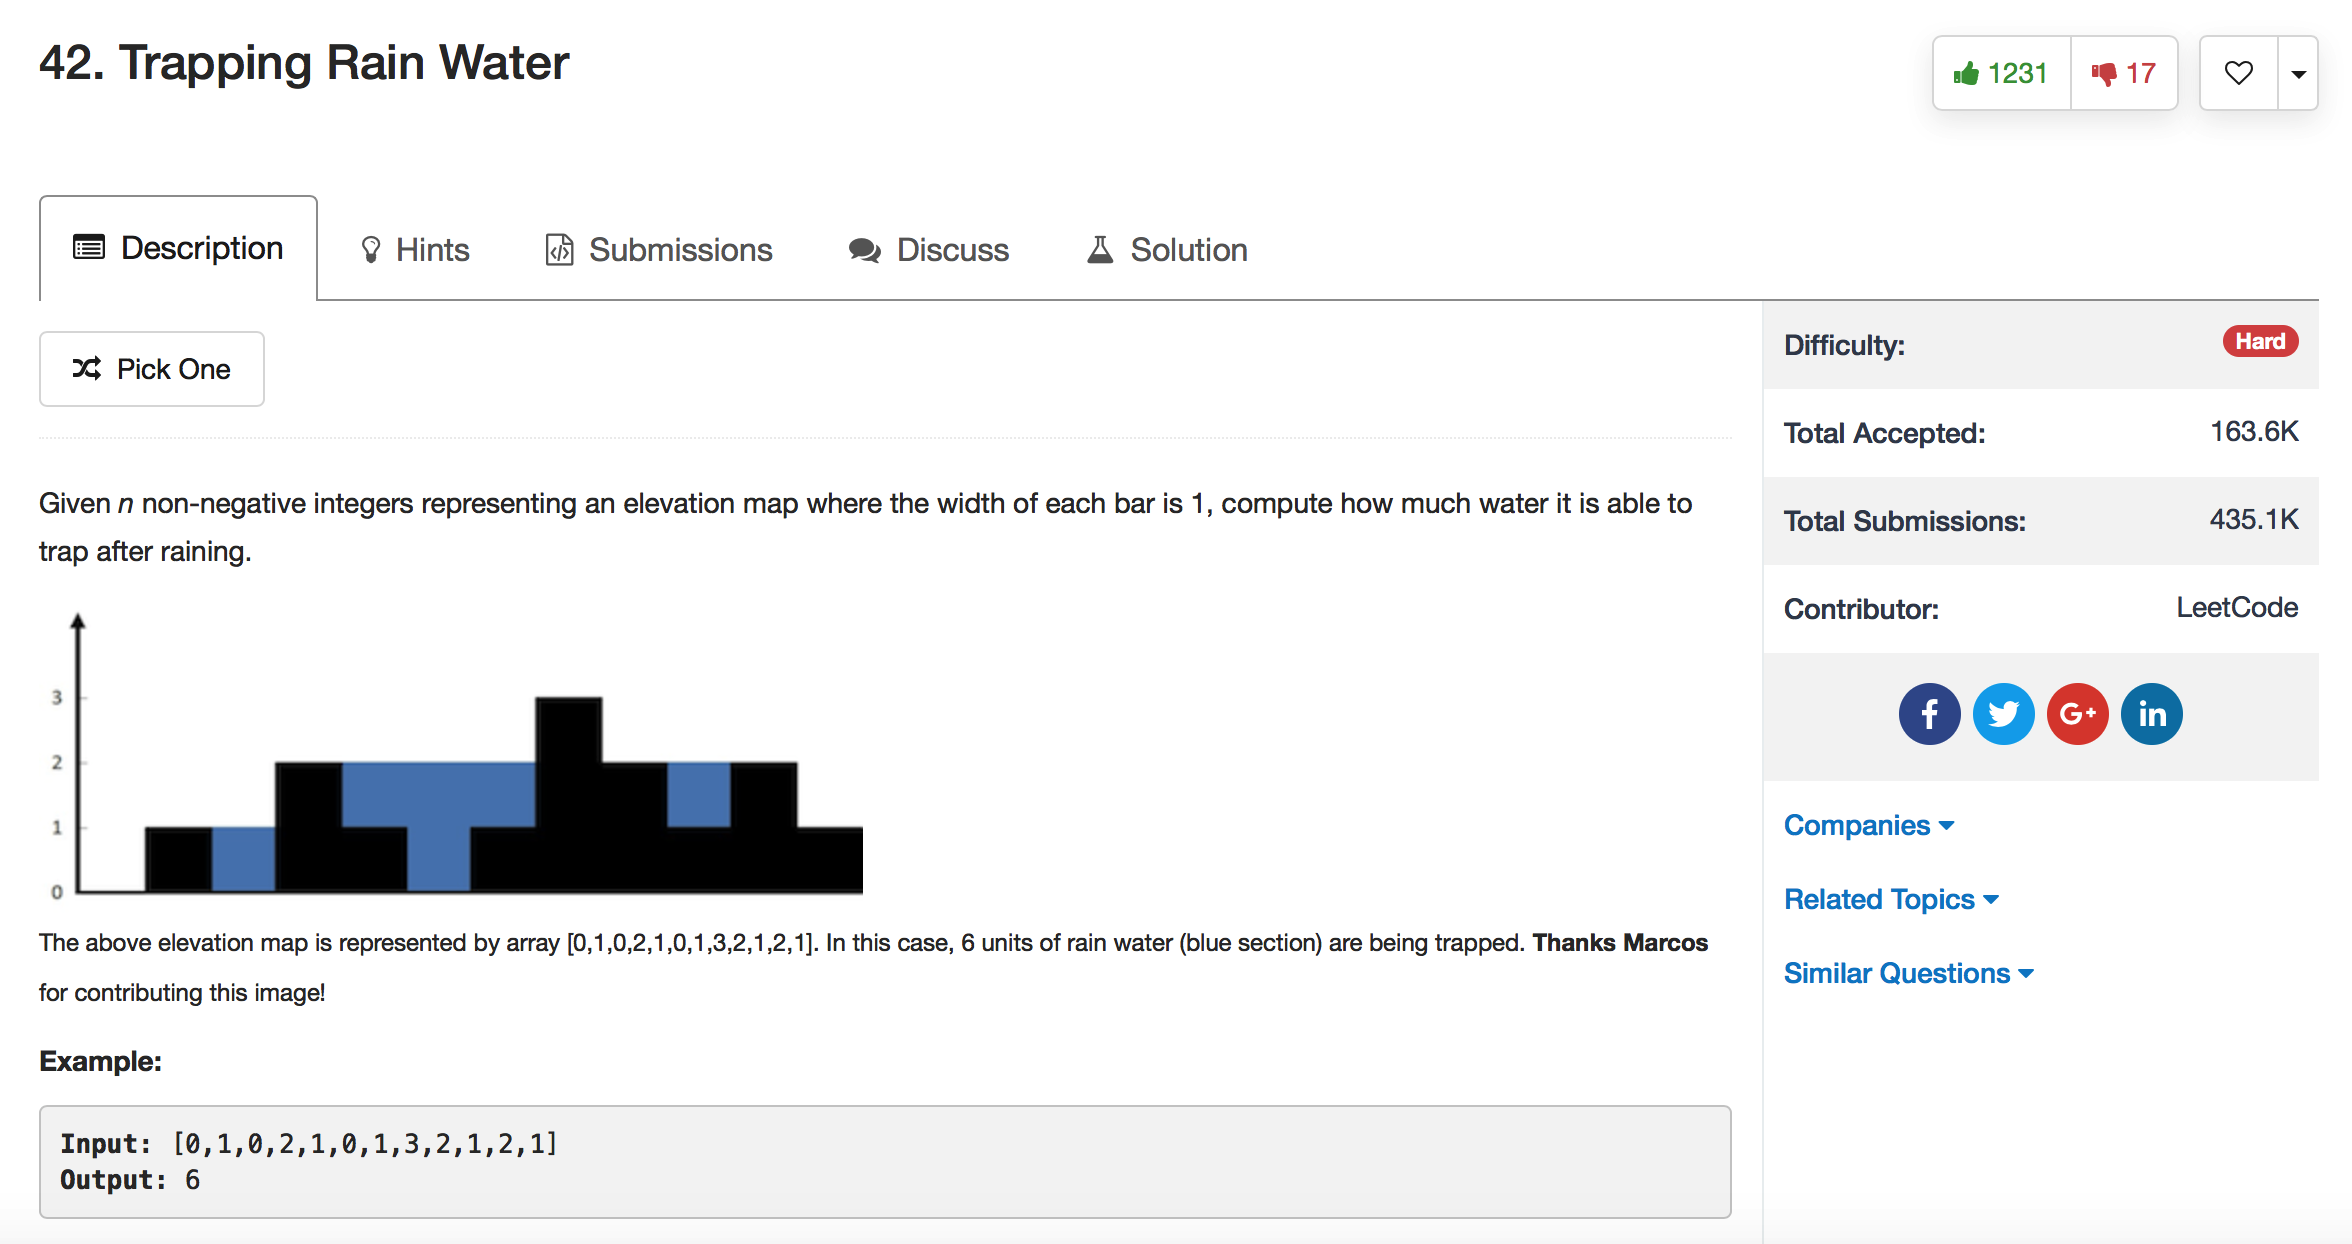 42. Trapping Rain Water
1231
17
Description
Hints
Submissions
Discuss
Solution
Pick One
Difficulty:
Hard
Total Accepted:
163.6K
Total Submissions:
435.1K
Contributor:
LeetCode
f
G+
in
Companies
Related Topics
Similar Questions
Given n non-negative integers representing an elevation map where the width of each bar is 1, compute how much water it is able to
trap after raining.
3
2
1
0
The above elevation map is represented by array [0,1,0,2,1,0,1,3,2,1,2,1]. In this case, 6 units of rain water (blue section) are being trapped. Thanks Marcos
for contributing this image!
Example:
Input: [0,1,0,2,1,0,1,3,2,1,2,1]
Output: 6